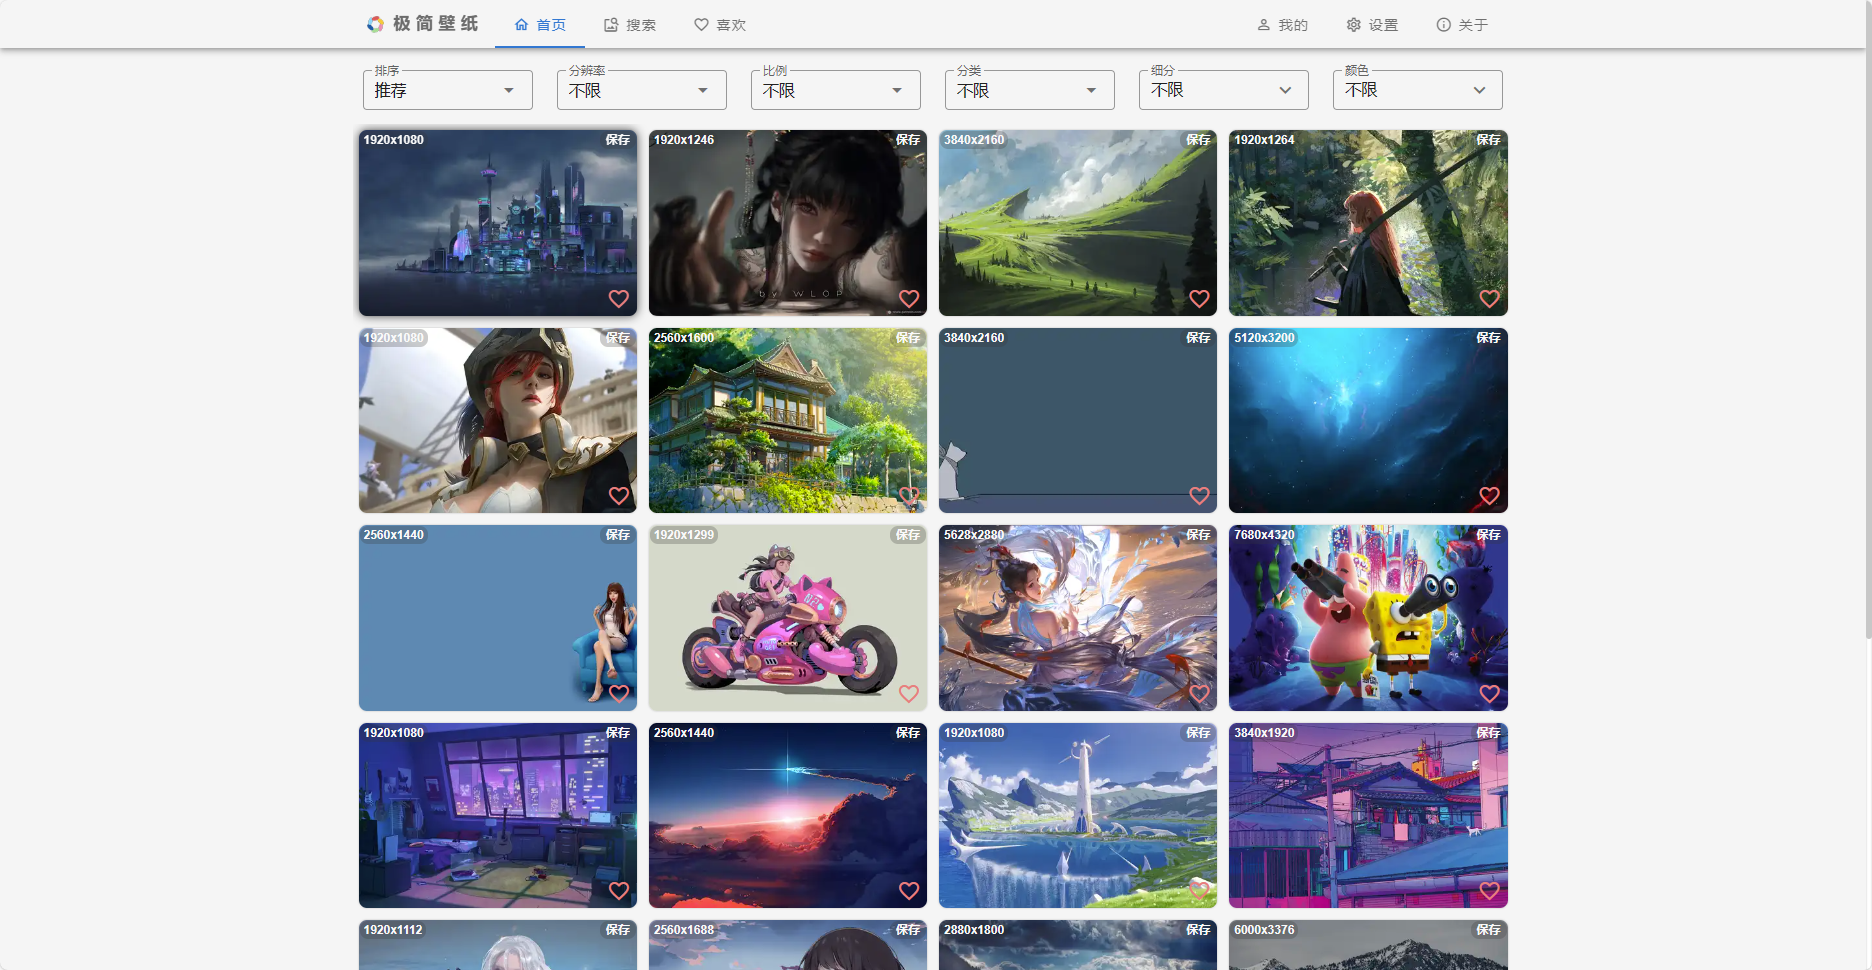 极简壁纸 首页 搜索 喜欢 我的 设置 关于
排序 分辨率 比例 分类 细分 颜色
推荐 不限 不限 不限 不限 不限
1920x1080 保存 1920x1246 保存 3840x2160 保存 1920x1264 保存
by WLOP
1920x1080 保存 2560x1600 保存 3840x2160 保存 5120x3200 保存
2560x1440 保存 1920x1299 保存 5628x2880 保存 7680x4320 保存
1920x1080 保存 2560x1440 保存 1920x1080 保存 3840x1920 保存
1920x1112 保存 2560x1688 保存 2880x1800 保存 6000x3376 保存